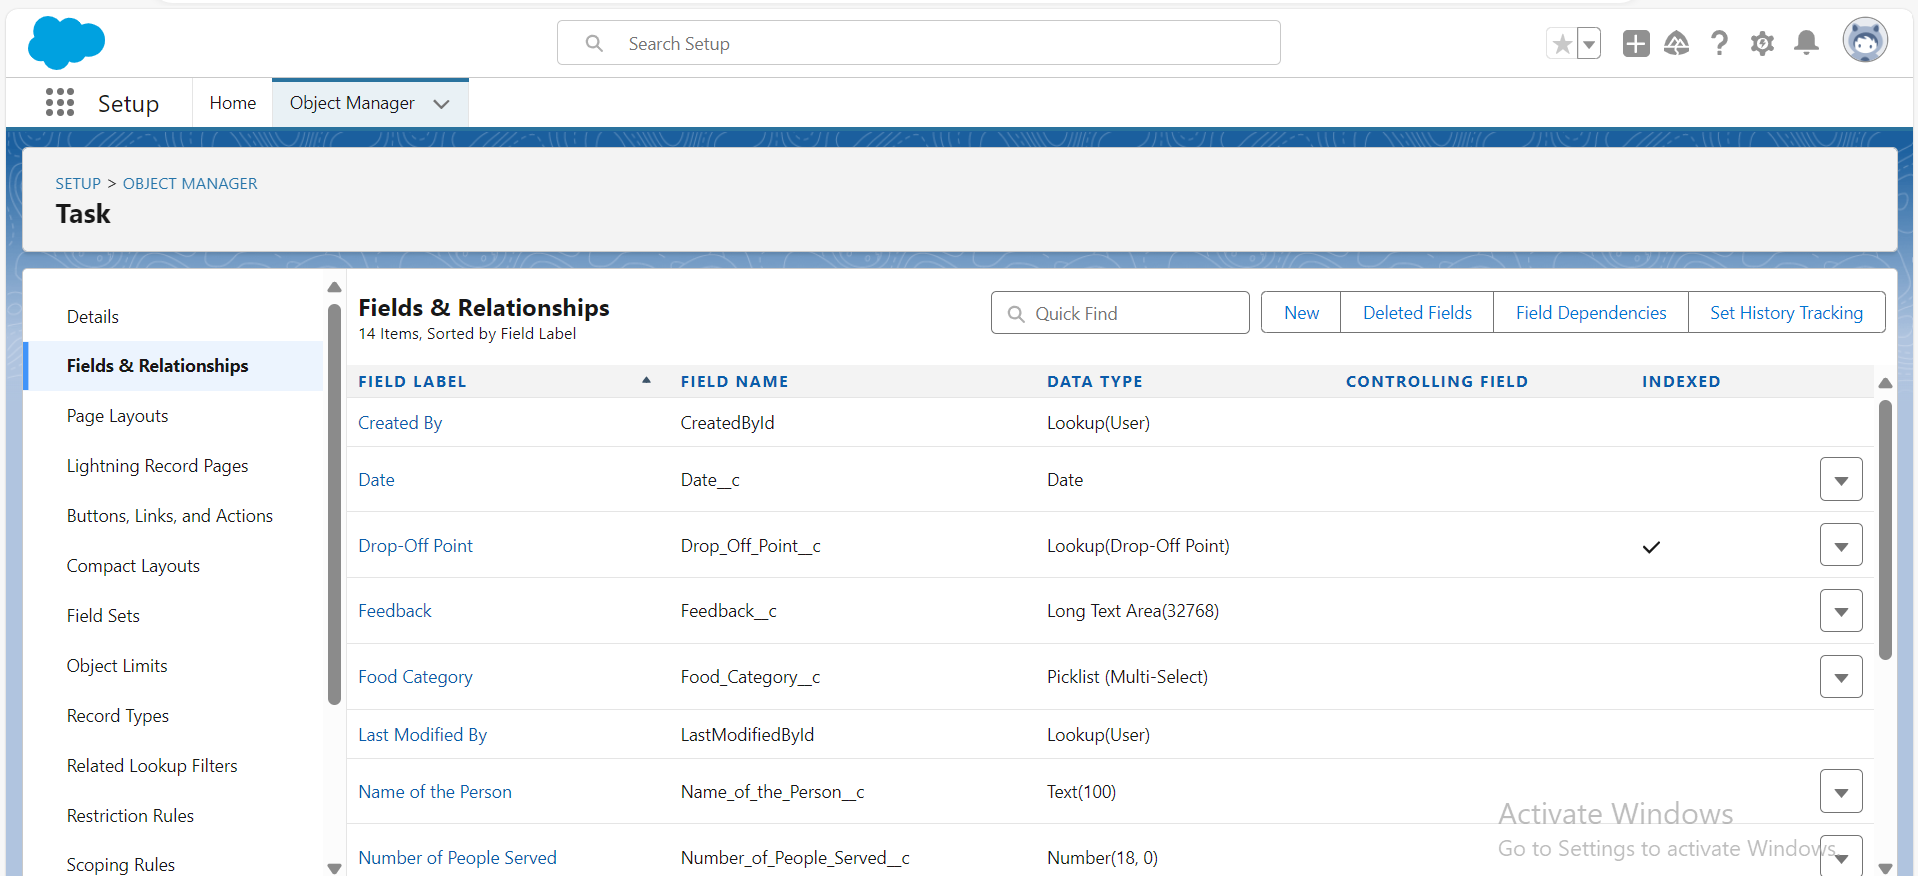 Search Setup
Setup
Home
Object Manager
SETUP > OBJECT MANAGER
Task
Details
Fields & Relationships
Page Layouts
Lightning Record Pages
Buttons, Links, and Actions
Compact Layouts
Field Sets
Object Limits
Record Types
Related Lookup Filters
Restriction Rules
Scoping Rules
Fields & Relationships
14 Items, Sorted by Field Label
Quick Find
New
Deleted Fields
Field Dependencies
Set History Tracking
FIELD LABEL FIELD NAME DATA TYPE CONTROLLING FIELD INDEXED
Created By CreatedById Lookup(User)
Date Date__c Date
Drop-Off Point Drop_Off_Point__c Lookup(Drop-Off Point)
Feedback Feedback__c Long Text Area(32768)
Food Category Food_Category__c Picklist (Multi-Select)
Last Modified By LastModifiedById Lookup(User)
Name of the Person Name_of_the_Person__c Text(100)
Number of People Served Number_of_People_Served__c Number(18, 0)
Activate Windows
Go to Settings to activate Windows.